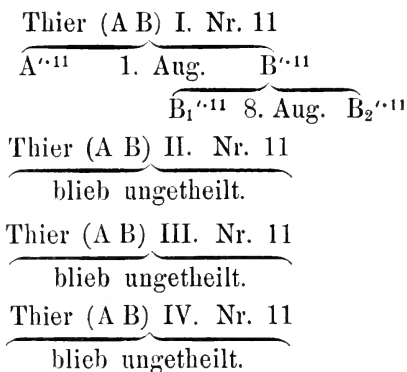 Thier (A B) I. Nr. 11
A′·11 1. Aug. B′·11
B₁′·11 8. Aug. B₂′·11
Thier (A B) II. Nr. 11
blieb ungetheilt.
Thier (A B) III. Nr. 11
blieb ungetheilt.
Thier (A B) IV. Nr. 11
blieb ungetheilt.